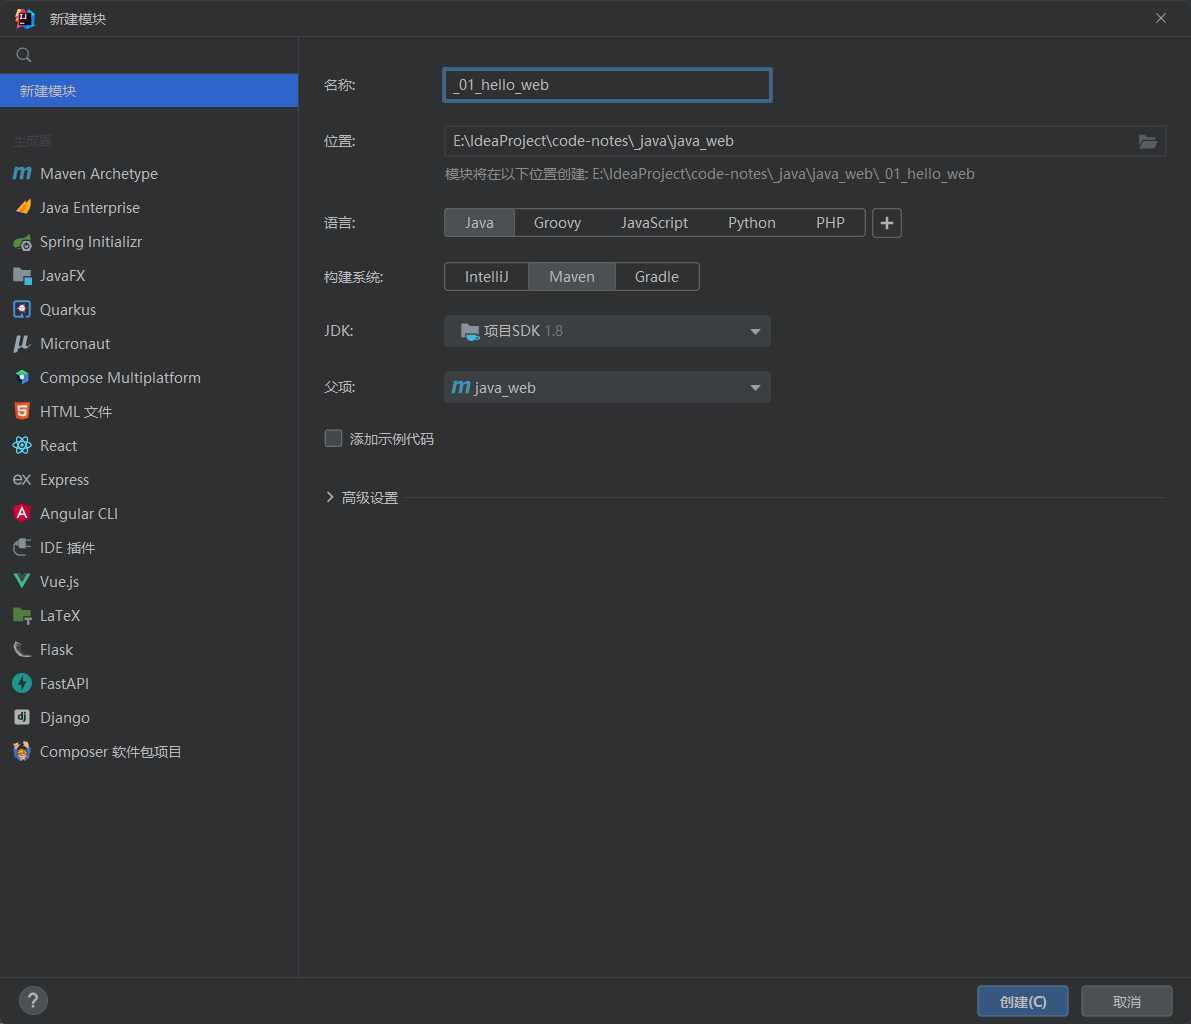 新建模块
新建模块
生成器
Maven Archetype
Java Enterprise
Spring Initializr
JavaFX
Quarkus
Micronaut
Compose Multiplatform
HTML 文件
React
Express
Angular CLI
IDE 插件
Vue.js
LaTeX
Flask
FastAPI
Django
Composer 软件包项目
名称: _01_hello_web
位置: E:\IdeaProject\code-notes\_java\java_web
模块将在以下位置创建: E:\IdeaProject\code-notes\_java\java_web\_01_hello_web
语言: Java Groovy JavaScript Python PHP +
构建系统: IntelliJ Maven Gradle
JDK: 项目SDK 1.8
父项: java_web
添加示例代码
高级设置
? 创建(C) 取消